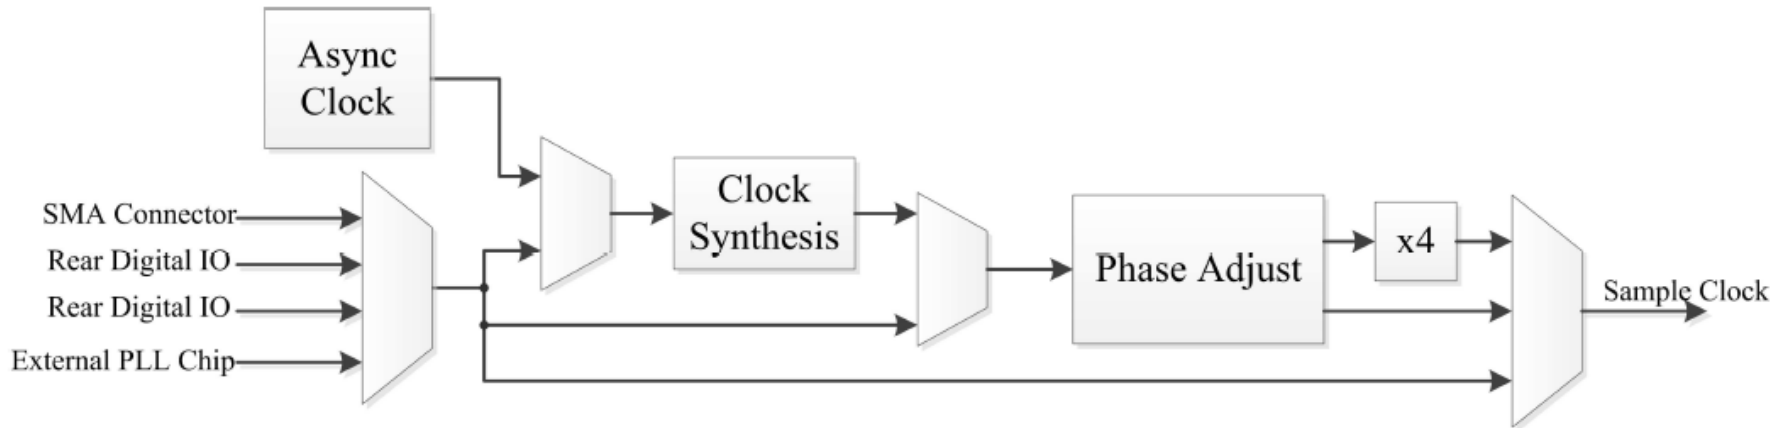 Async
Clock
SMA Connector
Rear Digital IO
Rear Digital IO
External PLL Chip
Clock
Synthesis
Phase Adjust
x4
Sample Clock